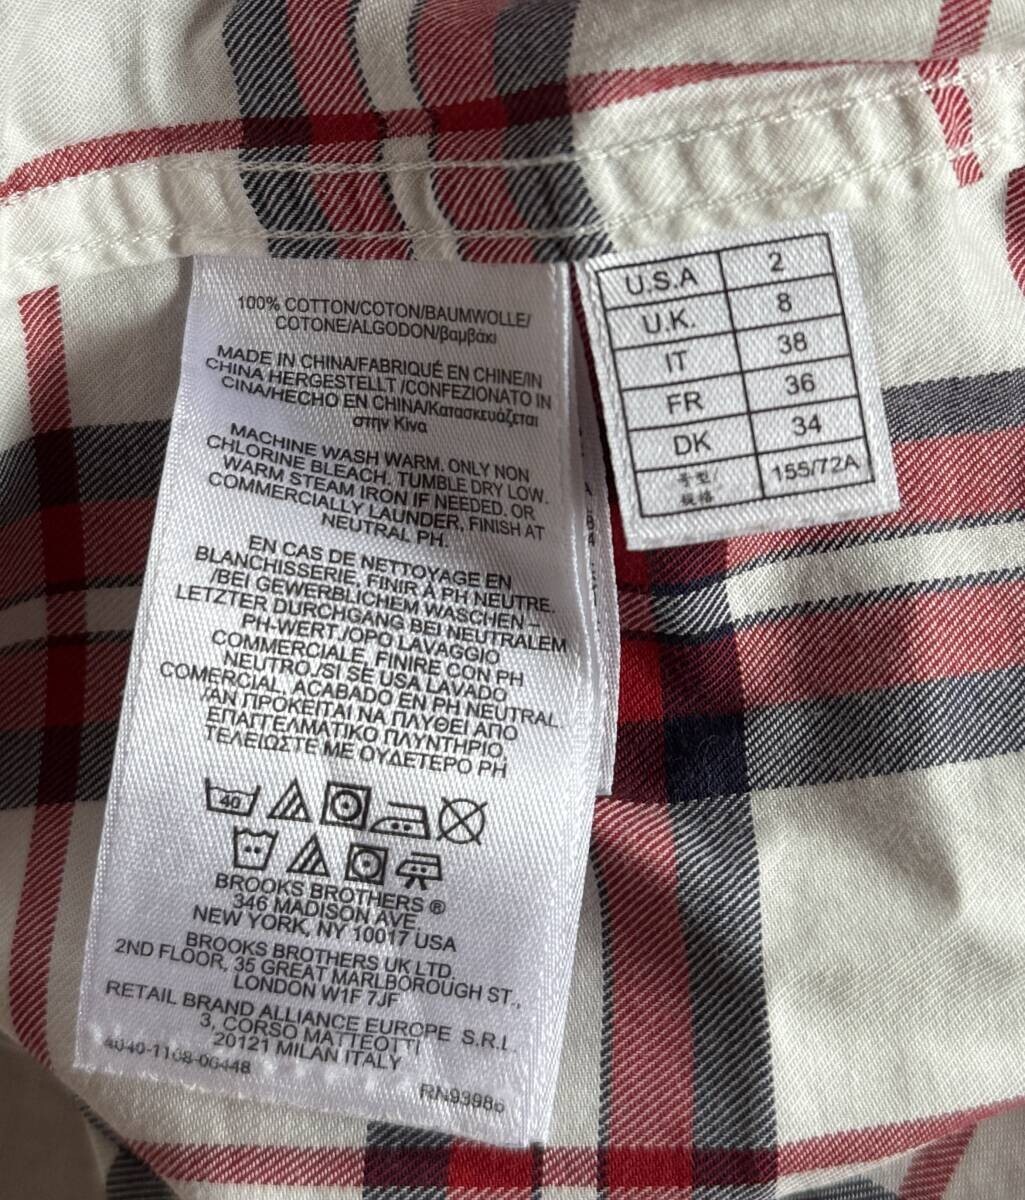 100% COTTON/COTON/BAUMWOLLE/
COTONE/ALGODON/βαμβάκι
MADE IN CHINA/FABRIQUÉ EN CHINE/IN
CHINA HERGESTELLT /CONFEZIONATO IN
CINA/HECHO EN CHINA/Κατασκευάζεται
στην Κίνα
MACHINE WASH WARM. ONLY NON
CHLORINE BLEACH. TUMBLE DRY LOW.
WARM STEAM IRON IF NEEDED. OR
COMMERCIALLY LAUNDER, FINISH AT
NEUTRAL PH.
EN CAS DE NETTOYAGE EN
BLANCHISSERIE, FINIR À PH NEUTRE.
/BEI GEWERBLICHEM WASCHEN –
LETZTER DURCHGANG BEI NEUTRALEM
PH-WERT./OPO LAVAGGIO
COMMERCIALE, FINIRE CON PH
NEUTRO./SI SE USA LAVADO
COMERCIAL, ACABADO EN PH NEUTRAL.
/ΑΝ ΠΡΟΚΕΙΤΑΙ ΝΑ ΠΛΥΘΕΙ ΑΠΟ
ΕΠΑΓΓΕΛΜΑΤΙΚΟ ΠΛΥΝΤΗΡΙΟ,
ΤΕΛΕΙΩΣΤΕ ΜΕ ΟΥΔΕΤΕΡΟ PH
40
BROOKS BROTHERS ®
346 MADISON AVE.
NEW YORK, NY 10017 USA
BROOKS BROTHERS UK LTD.
2ND FLOOR, 35 GREAT MARLBOROUGH ST.,
LONDON W1F 7JF
RETAIL BRAND ALLIANCE EUROPE S.R.L.
3, CORSO MATTEOTTI
20121 MILAN ITALY
4040-1108-06448
RN93986
U.S.A 2
U.K. 8
IT 38
FR 36
DK 34
号型/规格 155/72A